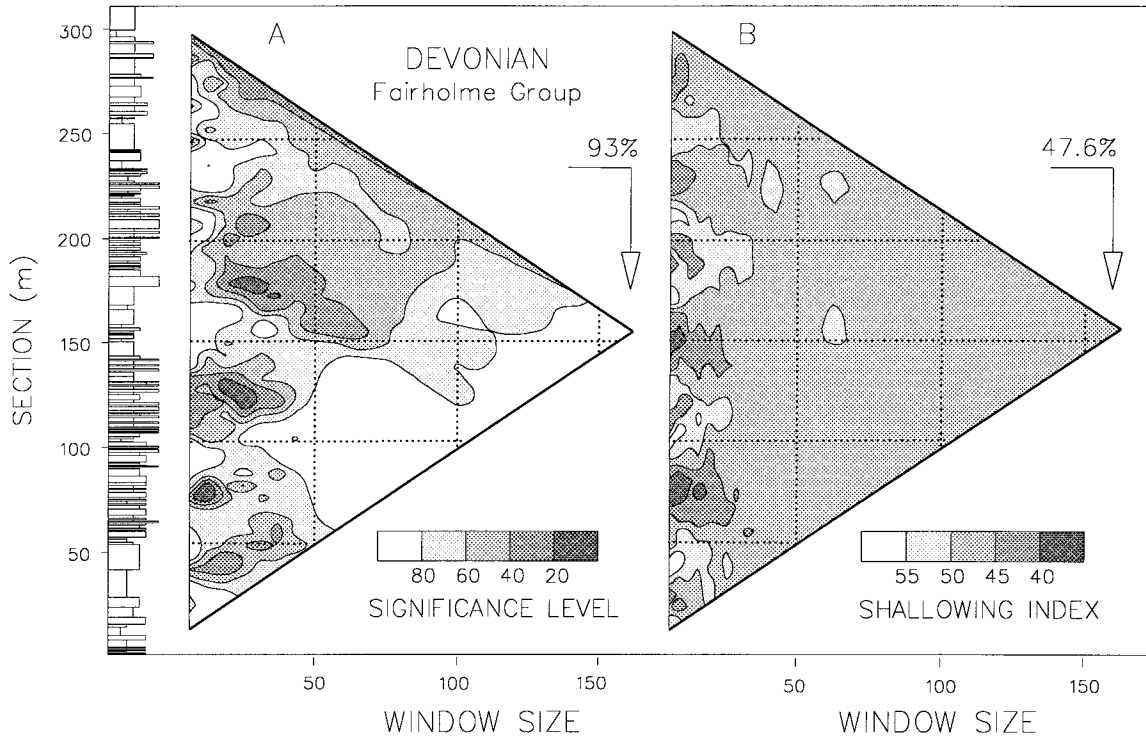 A
B
DEVONIAN
Fairholme Group
93%
47.6%
SECTION (m)
300
250
200
150
100
50
80 60 40 20
SIGNIFICANCE LEVEL
55 50 45 40
SHALLOWING INDEX
50 100 150
50 100 150
WINDOW SIZE
WINDOW SIZE